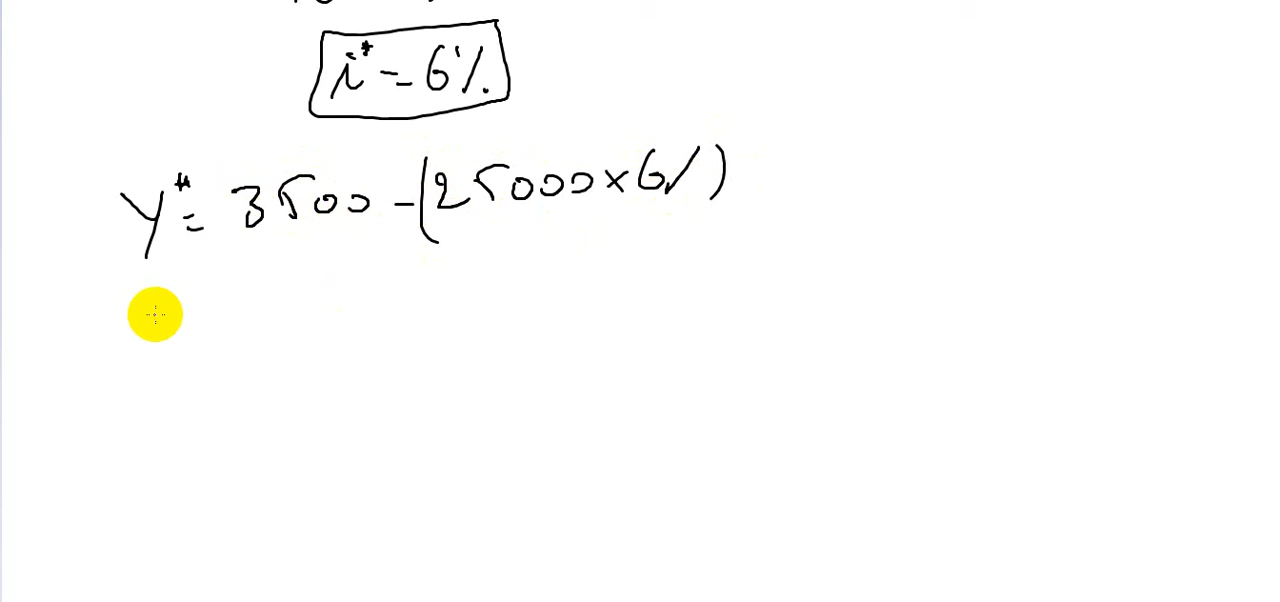 i* = 6%
Y* = 3500 - (25000 × 6/)